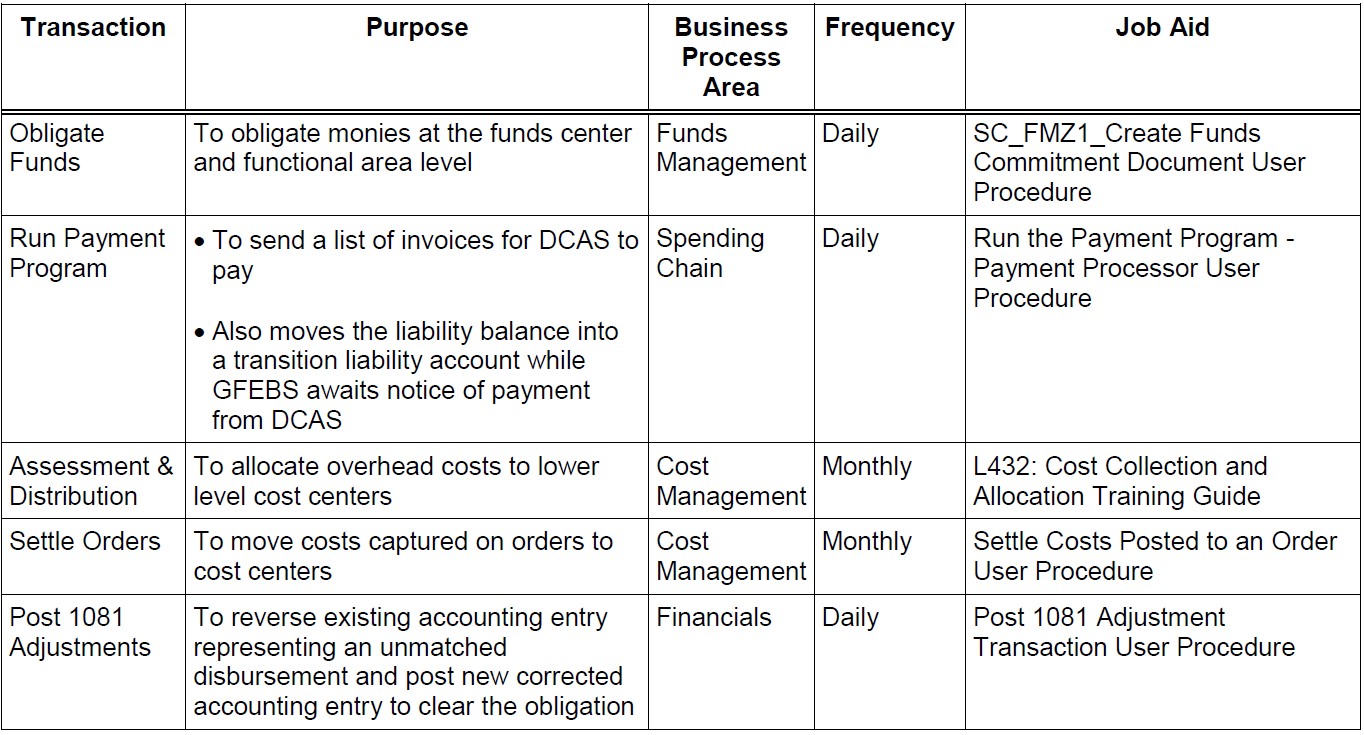 Transaction
Purpose
Business
Process
Area
Frequency
Job Aid
Obligate
Funds
To obligate monies at the funds center
and functional area level
Funds
Management
Daily
SC_FMZ1_Create Funds
Commitment Document User
Procedure
Run Payment
Program
• To send a list of invoices for DCAS to
pay
• Also moves the liability balance into
a transition liability account while
GFEBS awaits notice of payment
from DCAS
Spending
Chain
Daily
Run the Payment Program -
Payment Processor User
Procedure
Assessment &
Distribution
To allocate overhead costs to lower
level cost centers
Cost
Management
Monthly
L432: Cost Collection and
Allocation Training Guide
Settle Orders
To move costs captured on orders to
cost centers
Cost
Management
Monthly
Settle Costs Posted to an Order
User Procedure
Post 1081
Adjustments
To reverse existing accounting entry
representing an unmatched
disbursement and post new corrected
accounting entry to clear the obligation
Financials
Daily
Post 1081 Adjustment
Transaction User Procedure